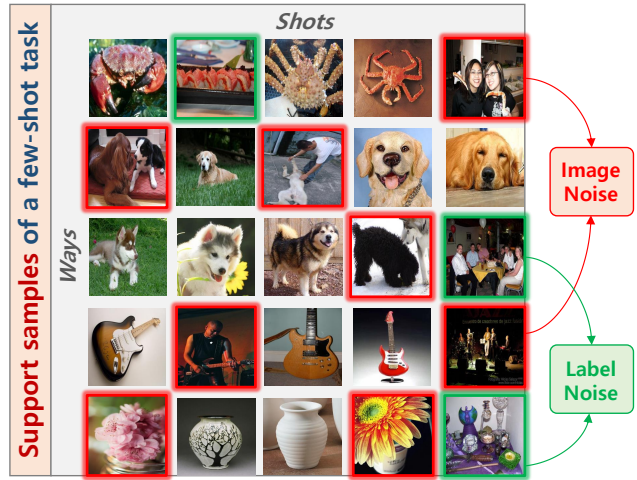 Shots
Support samples of a few-shot task
Ways
Image
Noise
Label
Noise